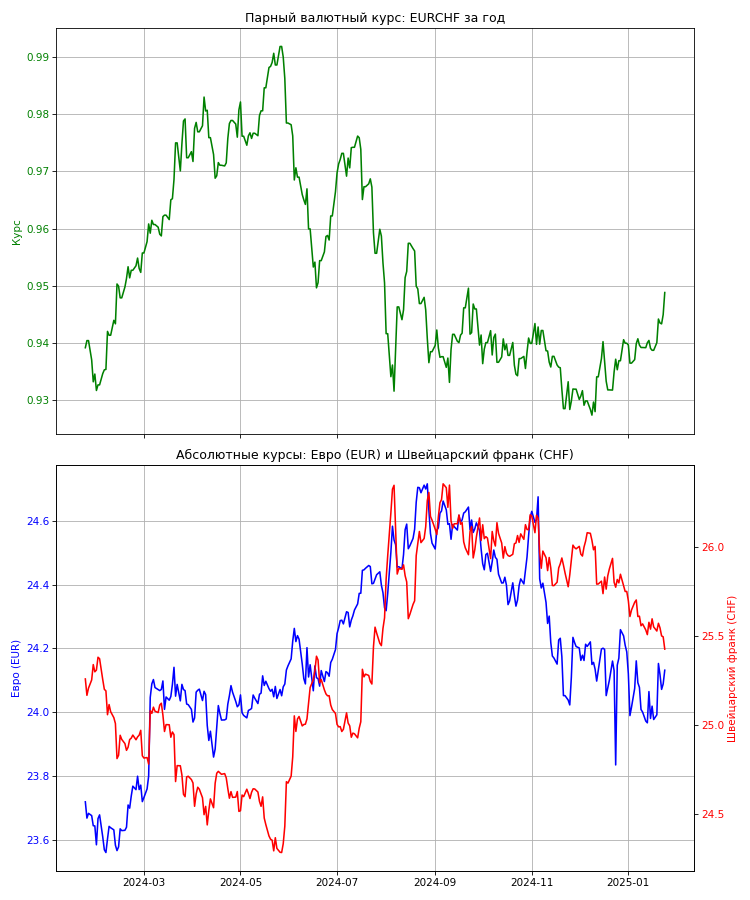 Парный валютный курс: EURCHF за год
Курс
0.99
0.98
0.97
0.96
0.95
0.94
0.93
Абсолютные курсы: Евро (EUR) и Швейцарский франк (CHF)
Евро (EUR)
24.6
24.4
24.2
24.0
23.8
23.6
26.0
25.5
25.0
24.5
Швейцарский франк (CHF)
2024-03 2024-05 2024-07 2024-09 2024-11 2025-01